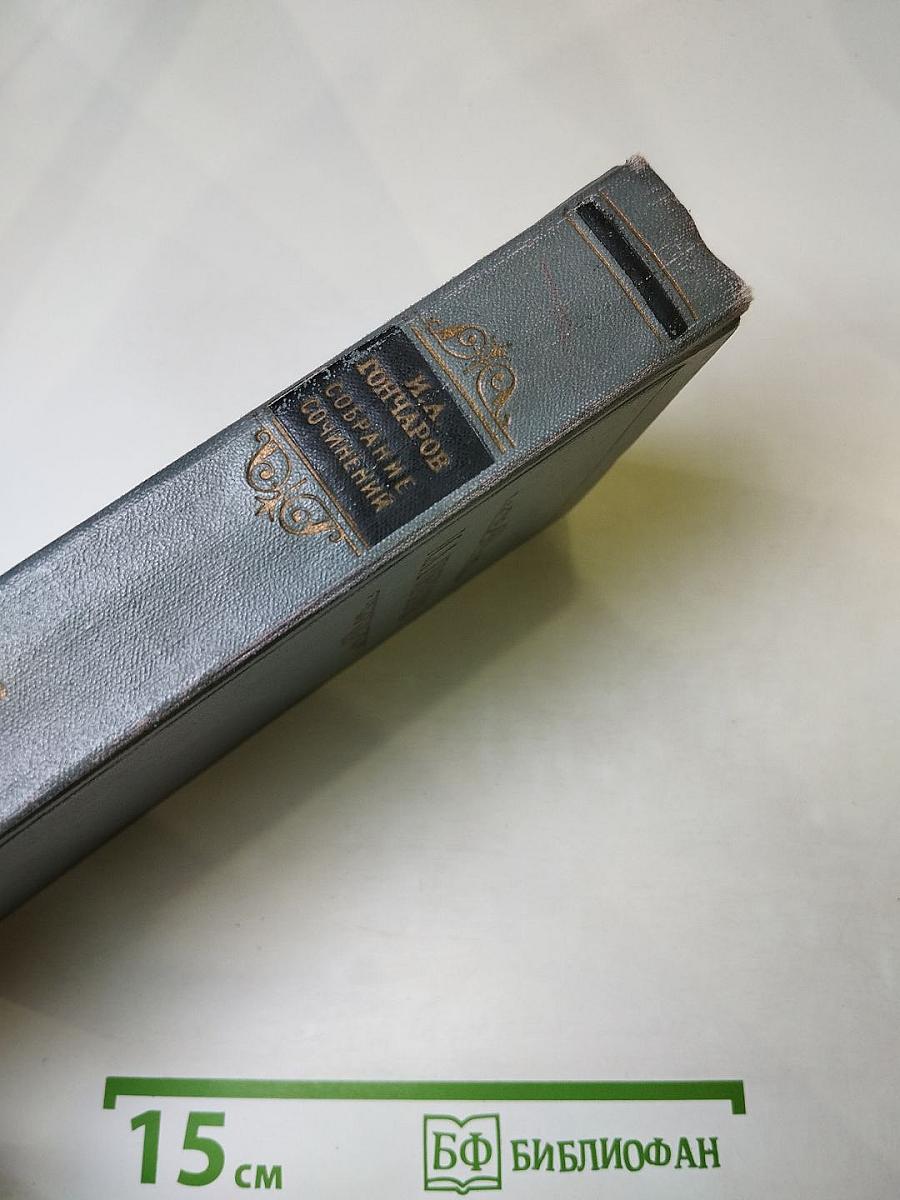 И. А.
ГОНЧАРОВ
СОБРАНИЕ
СОЧИНЕНИЙ
15 см
БФ БИБЛИОФАН